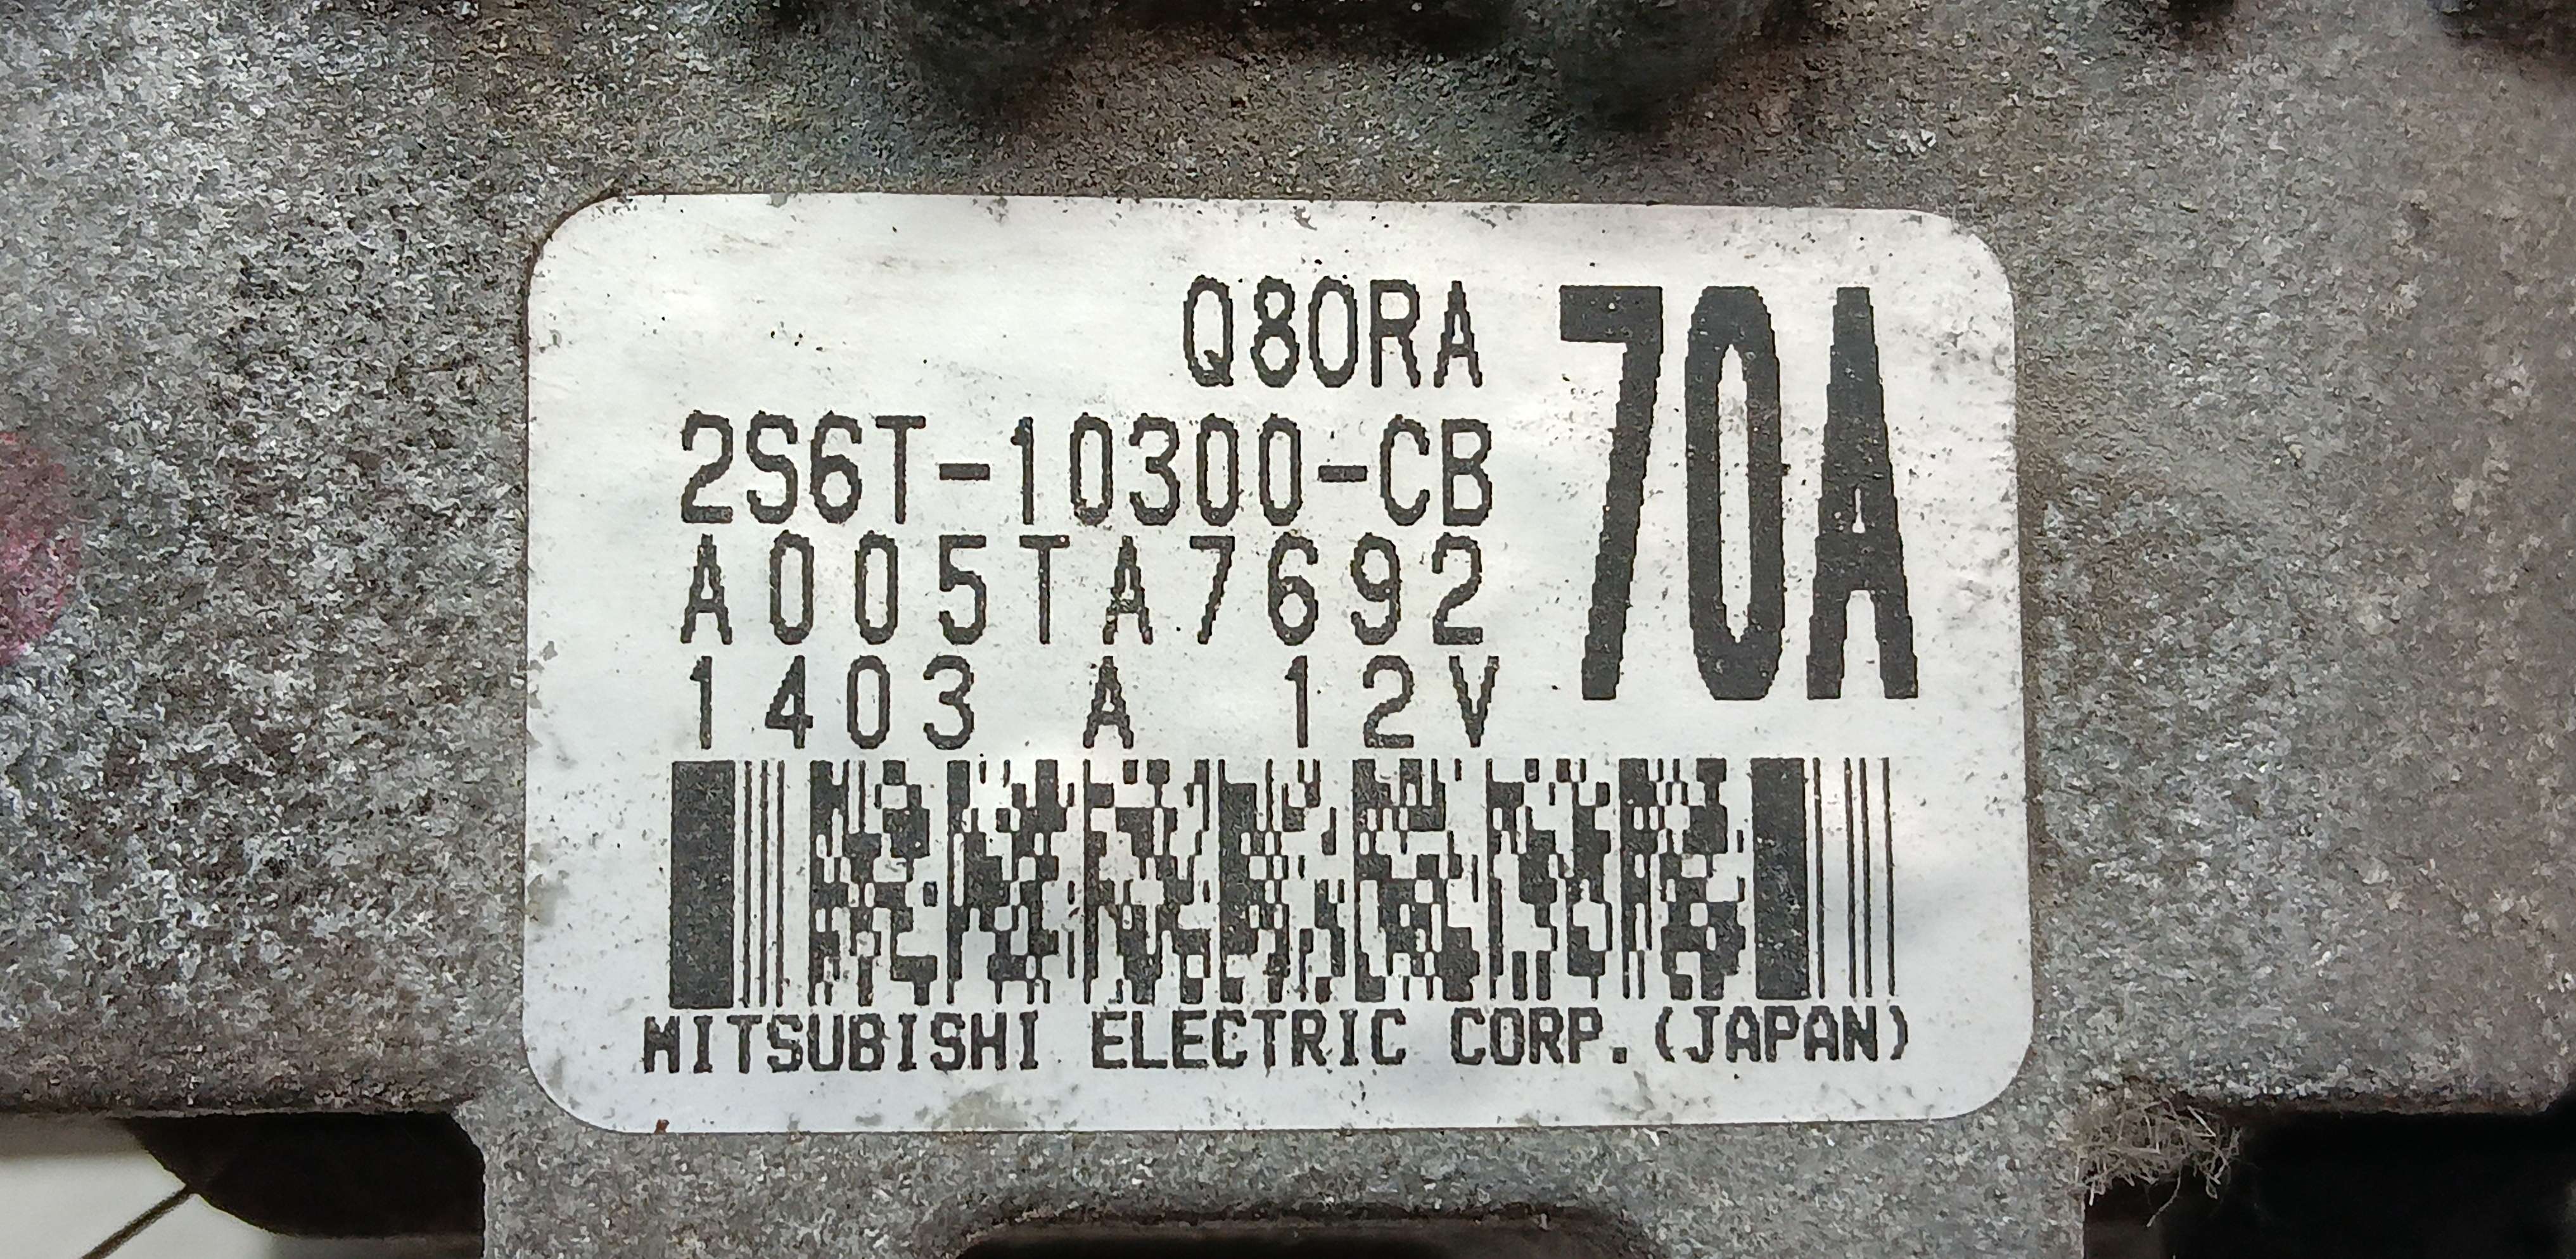 Q80RA
70A
2S6T-10300-CB
A005TA7692
1403 A 12V
MITSUBISHI ELECTRIC CORP.(JAPAN)